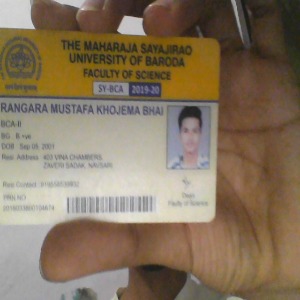 THE MAHARAJA SAYAJIRAO
UNIVERSITY OF BARODA
FACULTY OF SCIENCE
SY-BCA 2019-20
RANGARA MUSTAFA KHOJEMA BHAI
BCA-II
BG : B +ve
DOB : Sep 05, 2001
Resi. Address : 403 VINA CHAMBERS,
ZAVERI SADAK, NAVSARI.
Resi Contact :
PRN.NO
Dean
Faculty of Science